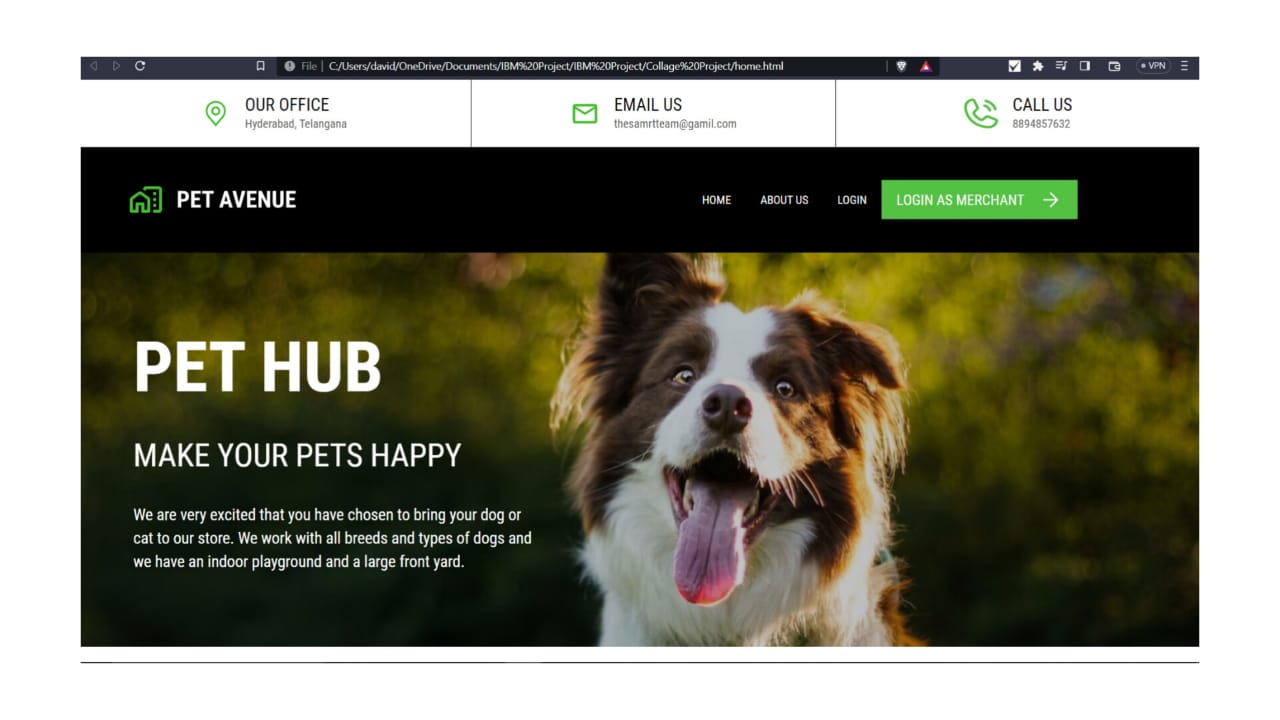 File | C:/Users/david/OneDrive/Documents/IBM%20Project/IBM%20Project/Collage%20Project/home.html
VPN
OUR OFFICE
Hyderabad, Telangana
EMAIL US
thesamrtteam@gamil.com
CALL US
8894857632
PET AVENUE
HOME
ABOUT US
LOGIN
LOGIN AS MERCHANT
PET HUB
MAKE YOUR PETS HAPPY
We are very excited that you have chosen to bring your dog or
cat to our store. We work with all breeds and types of dogs and
we have an indoor playground and a large front yard.